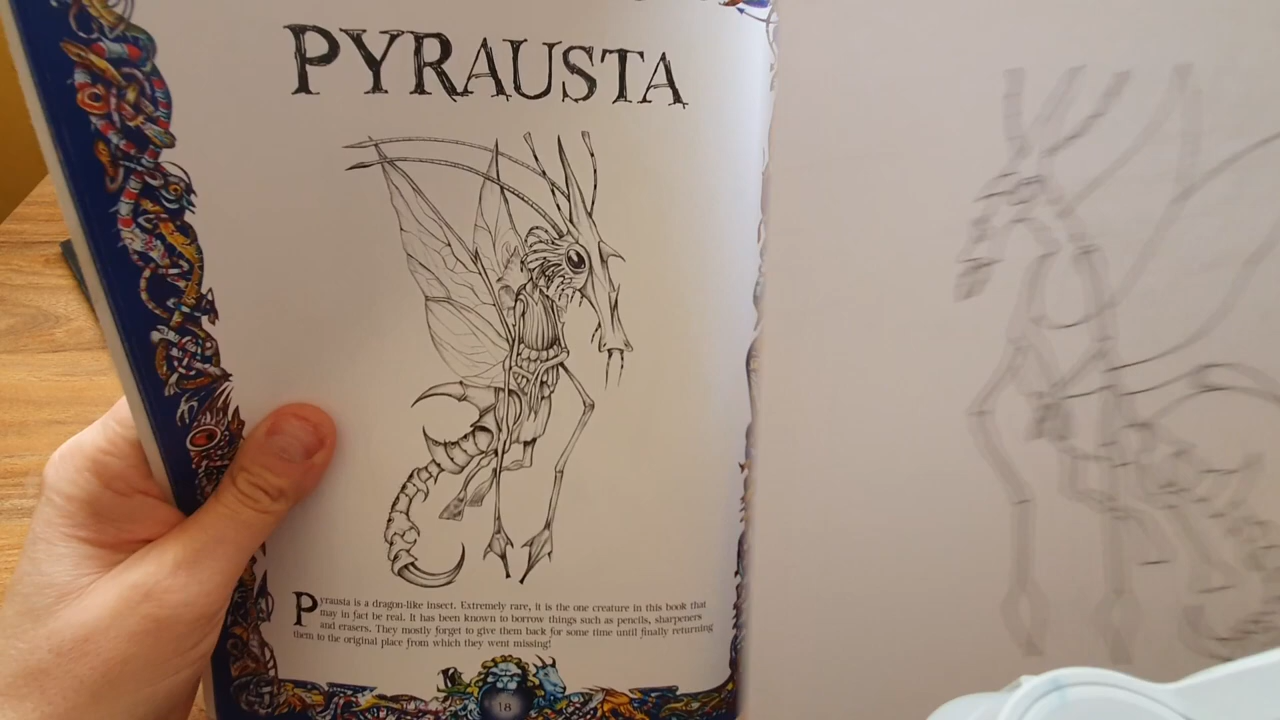 PYRAUSTA
Pyrausta is a dragon-like insect. Extremely rare, it is the one creature in this book that
may in fact be real. It has been known to borrow things such as pencils, sharpeners
and erasers. They mostly forget to give them back for some time until finally returning
them to the original place from which they went missing!
18